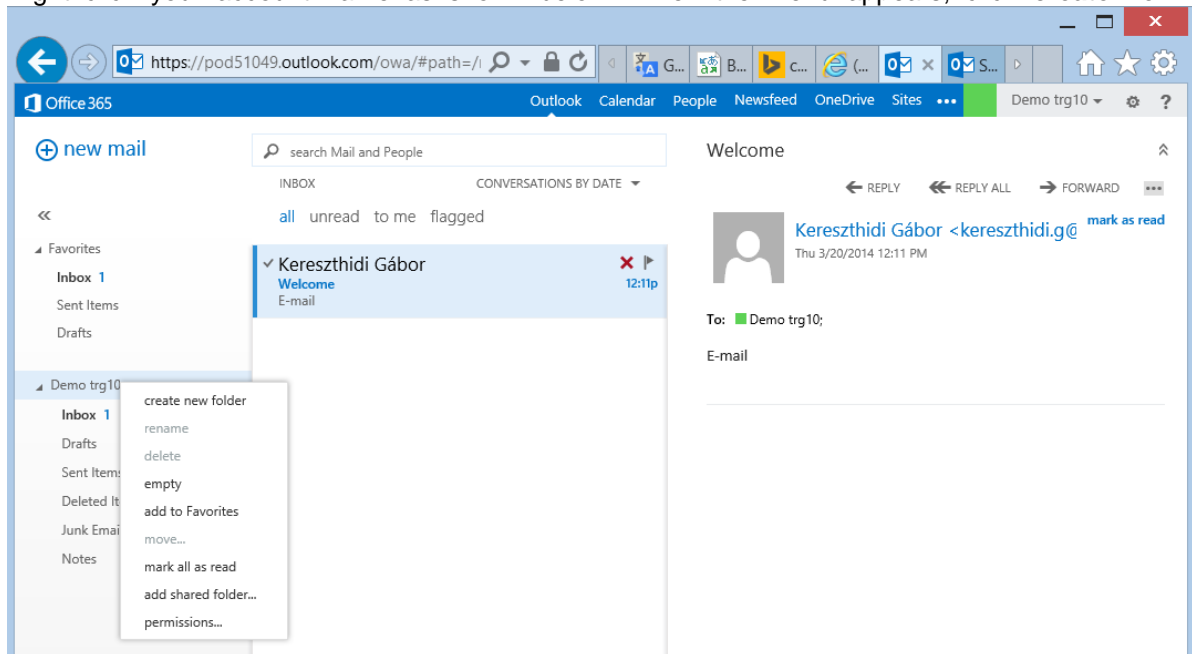 https://pod51049.outlook.com/owa/#path=/
G...
B...
c...
(...
S...
Office 365
Outlook Calendar People Newsfeed OneDrive Sites ••• Demo trg10 ?
new mail
search Mail and People
INBOX CONVERSATIONS BY DATE
all unread to me flagged
Favorites
Inbox 1
Sent Items
Drafts
Demo trg10
Inbox 1
Drafts
Sent Items
Deleted It
Junk Emai
Notes
create new folder
rename
delete
empty
add to Favorites
move...
mark all as read
add shared folder...
permissions...
Kereszthidi Gábor
Welcome 12:11p
E-mail
Welcome
REPLY REPLY ALL FORWARD •••
Kereszthidi Gábor <kereszthidi.g@ mark as read
Thu 3/20/2014 12:11 PM
To: Demo trg10;
E-mail